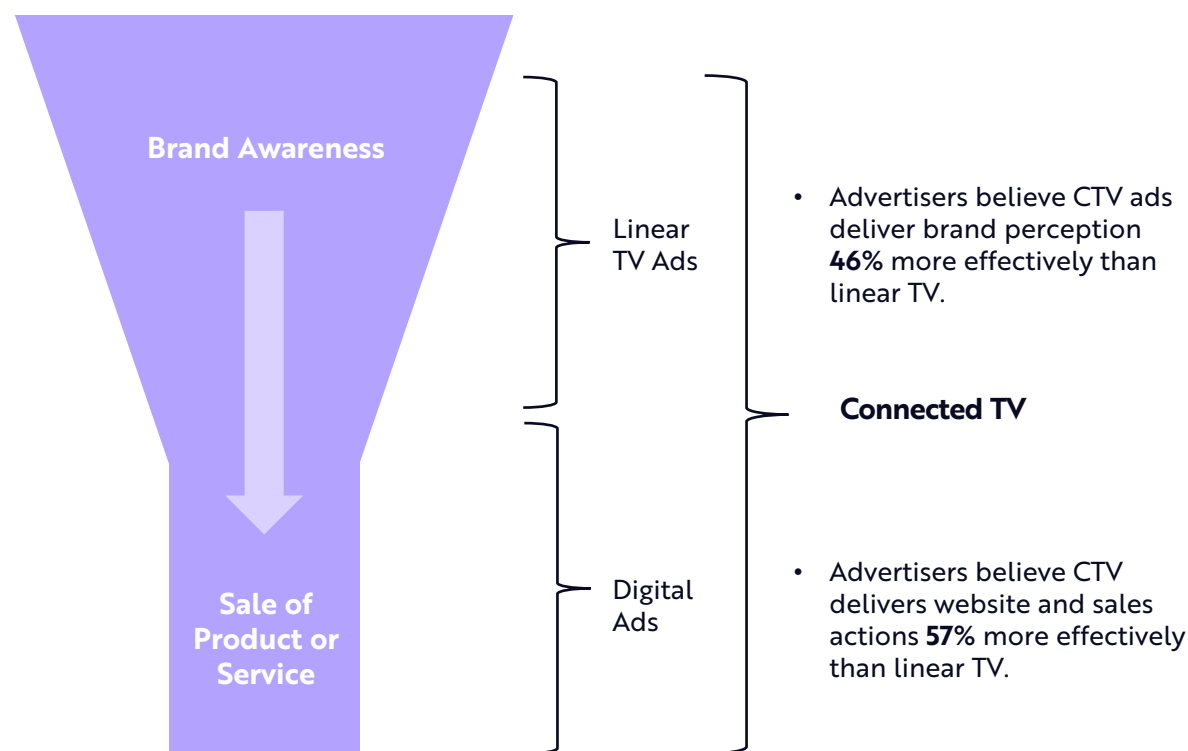 Brand Awareness
Linear
TV Ads
• Advertisers believe CTV ads
deliver brand perception
46% more effectively than
linear TV.
Connected TV
Sale of
Product or
Service
Digital
Ads
• Advertisers believe CTV
delivers website and sales
actions 57% more effectively
than linear TV.